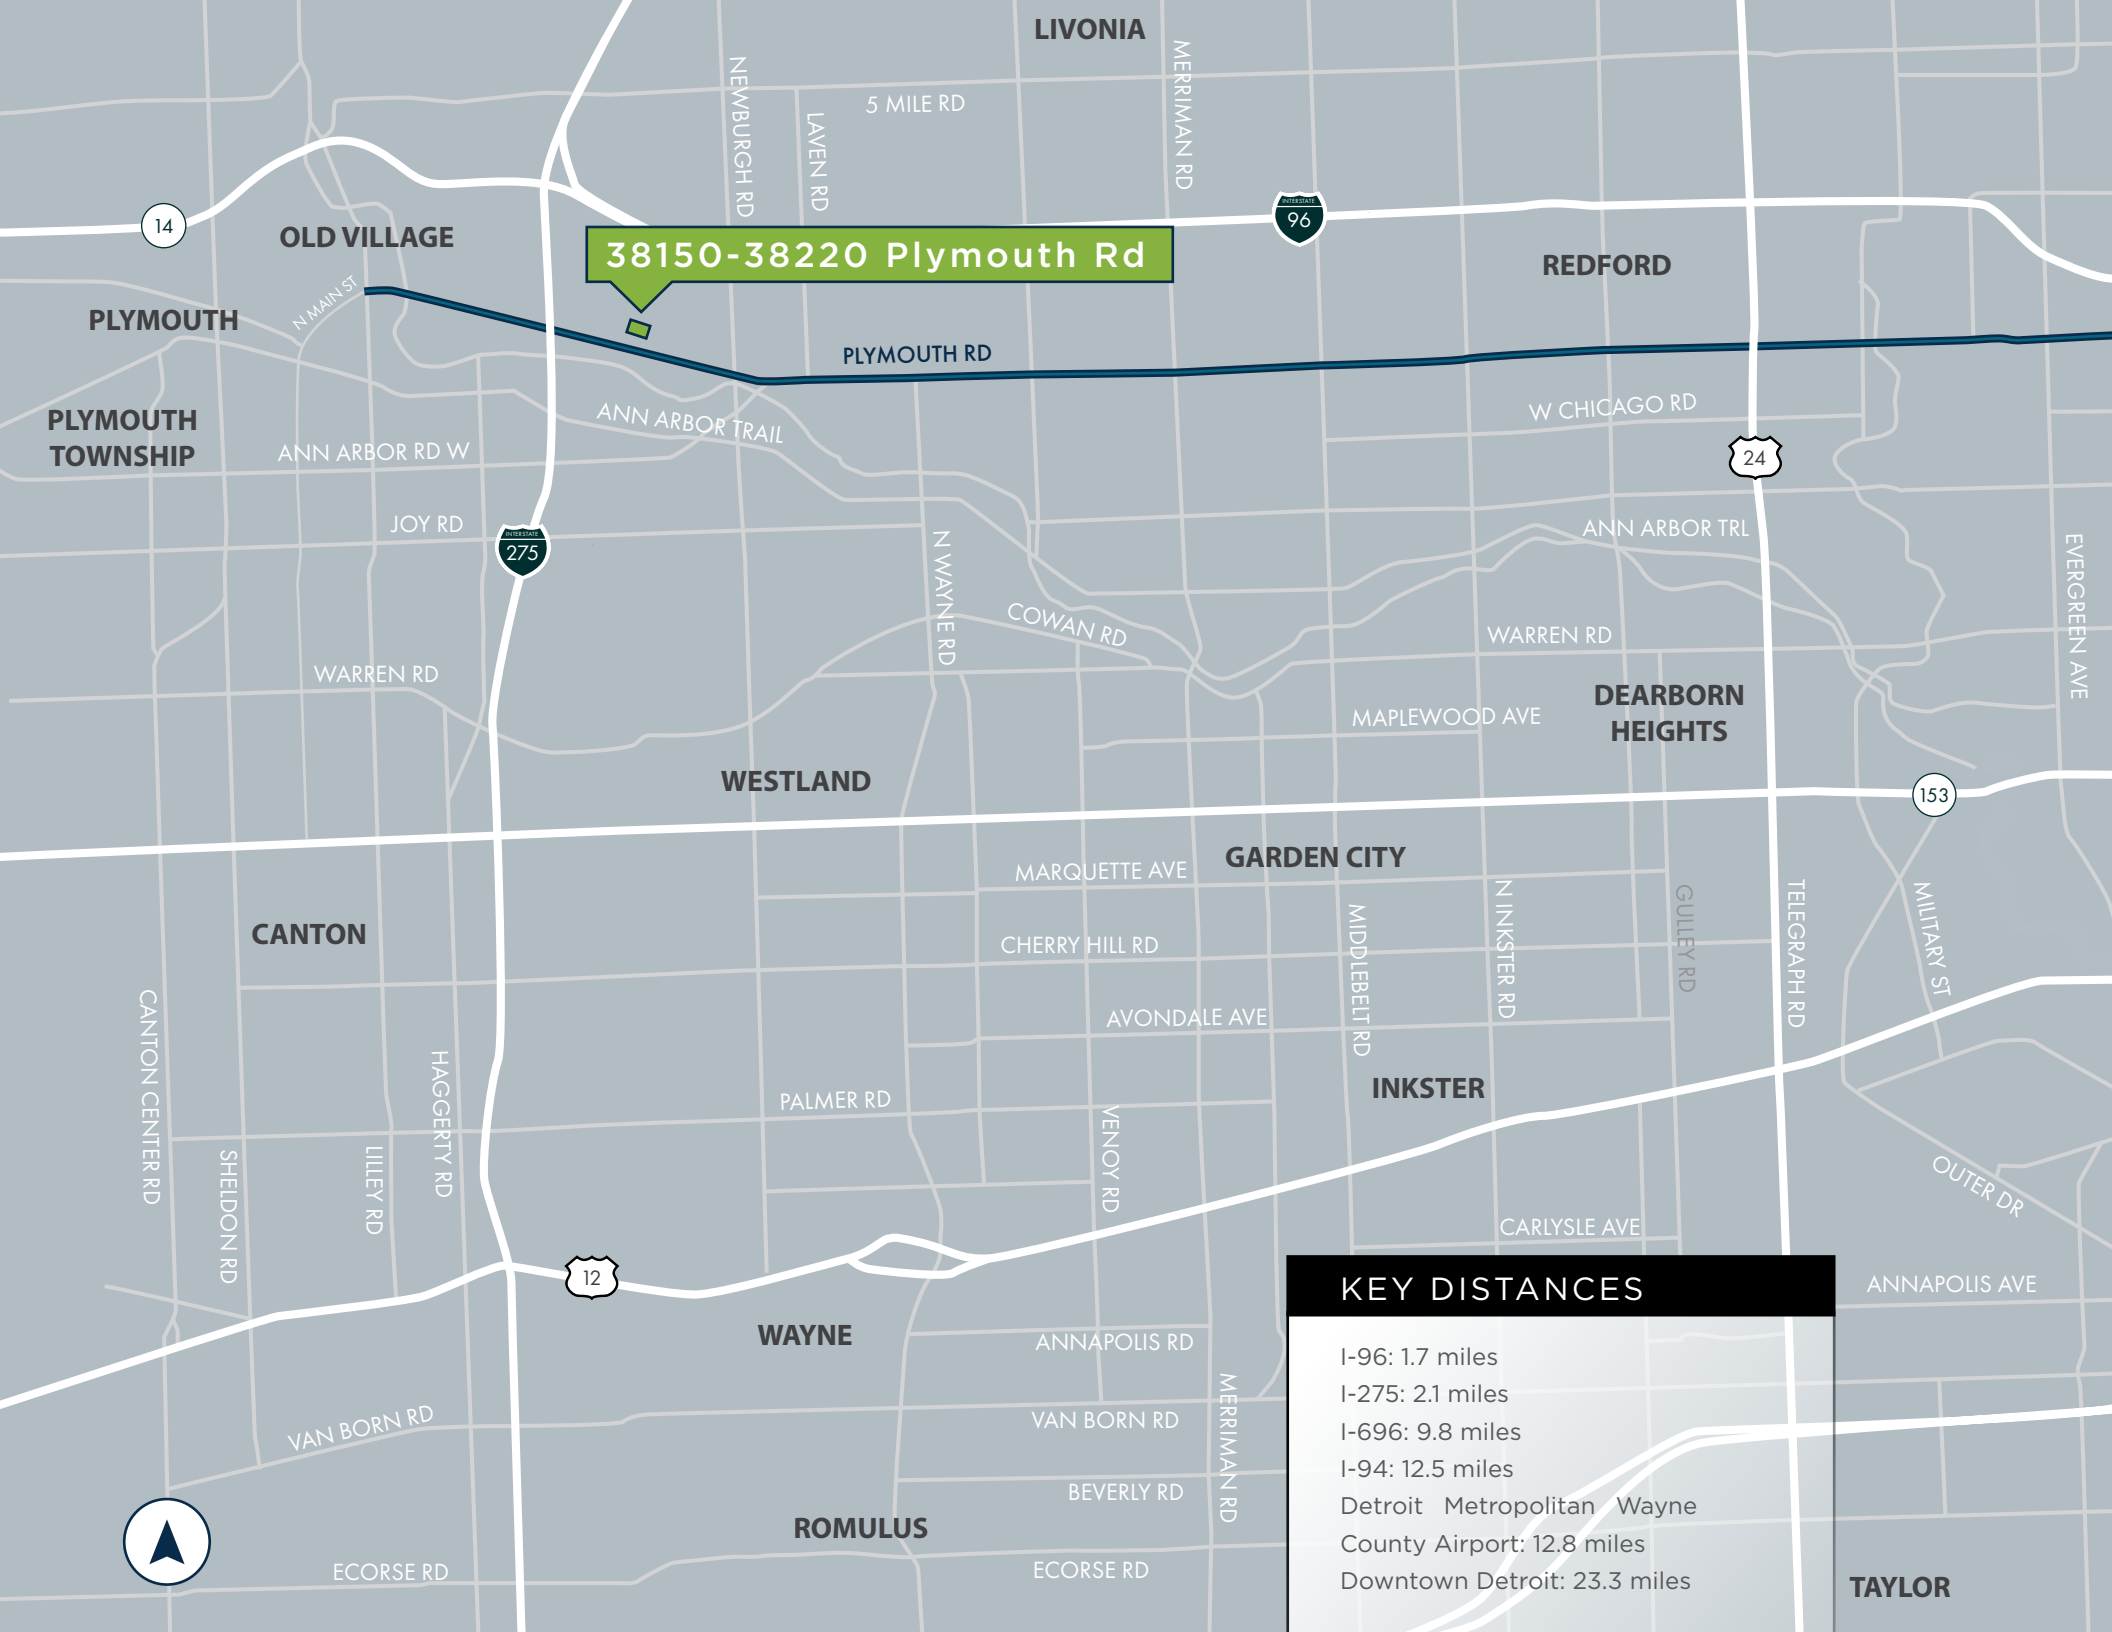 LIVONIA
NEWBURGH RD
LAVEN RD
5 MILE RD
MERRIMAN RD
14
OLD VILLAGE
INTERSTATE
96
38150-38220 Plymouth Rd
REDFORD
N MAIN ST
PLYMOUTH
PLYMOUTH RD
PLYMOUTH
TOWNSHIP
ANN ARBOR TRAIL
W CHICAGO RD
ANN ARBOR RD W
24
JOY RD
INTERSTATE
275
ANN ARBOR TRL
N WAYNE RD
EVERGREEN AVE
COWAN RD
WARREN RD
WARREN RD
DEARBORN
HEIGHTS
MAPLEWOOD AVE
WESTLAND
153
GARDEN CITY
MARQUETTE AVE
CANTON
CHERRY HILL RD
MIDDLEBELT RD
N INKSTER RD
GULLEY RD
TELEGRAPH RD
MILITARY ST
CANTON CENTER RD
AVONDALE AVE
HAGGERTY RD
INKSTER
PALMER RD
VENOY RD
SHELDON RD
LILLEY RD
OUTER DR
CARLYSLE AVE
12
ANNAPOLIS AVE
WAYNE
ANNAPOLIS RD
MERRIMAN RD
VAN BORN RD
VAN BORN RD
BEVERLY RD
ROMULUS
ECORSE RD
ECORSE RD
KEY DISTANCES
I-96: 1.7 miles
I-275: 2.1 miles
I-696: 9.8 miles
I-94: 12.5 miles
Detroit Metropolitan Wayne
County Airport: 12.8 miles
Downtown Detroit: 23.3 miles
TAYLOR